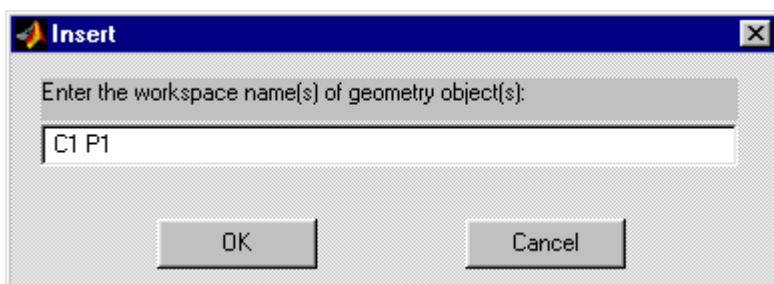 Insert
Enter the workspace name(s) of geometry object(s):
C1 P1
OK Cancel